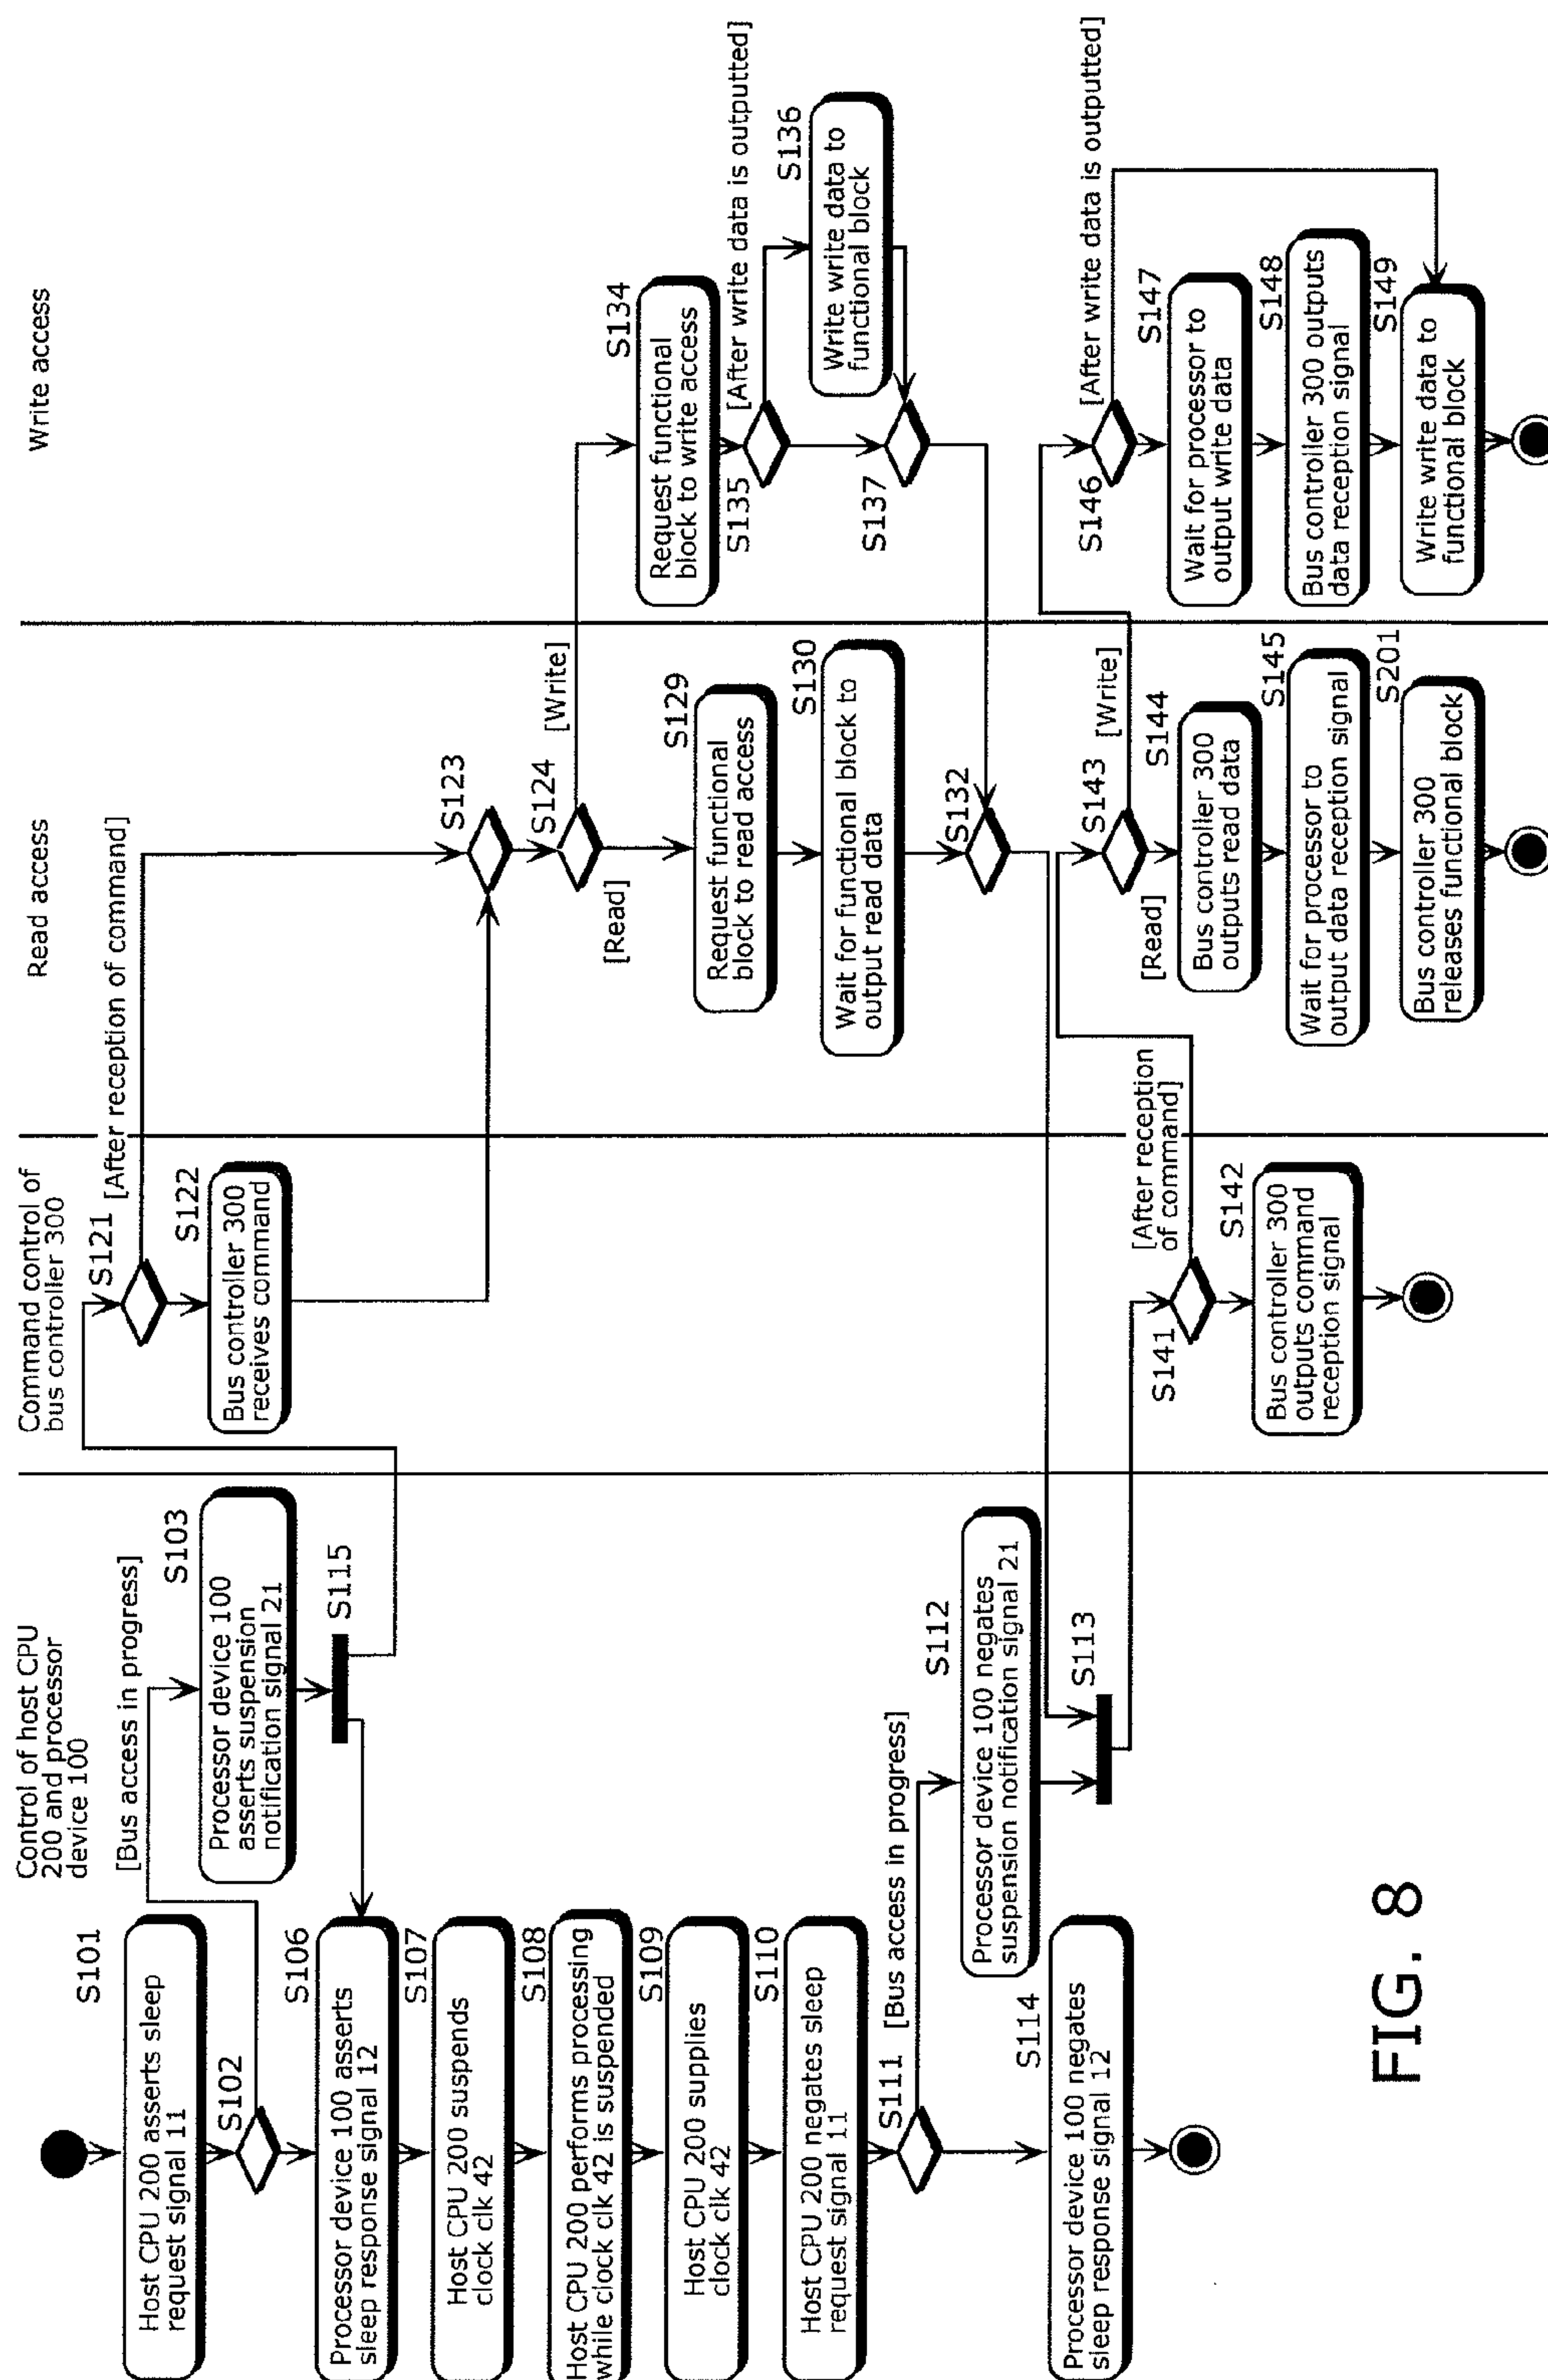 Control of host CPU
200 and processor
device 100
Command control of
bus controller 300
Read access
Write access
S101
Host CPU 200 asserts sleep
request signal 11
S102
[Bus access in progress]
S103
Processor device 100
asserts suspension
notification signal 21
S115
S106
Processor device 100 asserts
sleep response signal 12
S107
Host CPU 200 suspends
clock clk 42
S108
Host CPU 200 performs processing
while clock clk 42 is suspended
S109
Host CPU 200 supplies
clock clk 42
S110
Host CPU 200 negates sleep
request signal 11
S111
[Bus access in progress]
S112
Processor device 100 negates
suspension notification signal 21
S113
S114
Processor device 100 negates
sleep response signal 12
S121
[After reception of command]
S122
Bus controller 300
receives command
S141
[After reception
of command]
S142
Bus controller 300
outputs command
reception signal
S123
S124
[Write]
[Read]
S129
Request functional
block to read access
S130
Wait for functional block to
output read data
S132
S143
[Write]
[Read]
S144
Bus controller 300
outputs read data
S145
Wait for processor to
output data reception signal
S201
Bus controller 300
releases functional block
S134
Request functional
block to write access
S135
[After write data is outputted]
S136
Write write data to
functional block
S137
S146
[After write data is outputted]
S147
Wait for processor to
output write data
S148
Bus controller 300 outputs
data reception signal
S149
Write write data to
functional block
FIG. 8